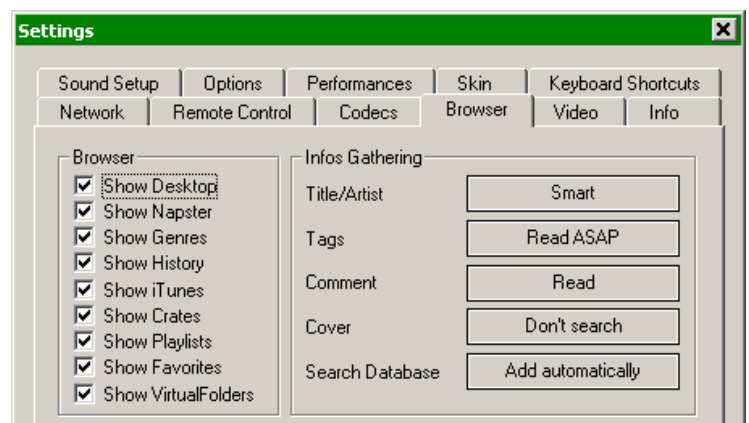 Settings
Sound Setup Options Performances Skin Keyboard Shortcuts
Network Remote Control Codecs Browser Video Info
Browser
Show Desktop
Show Napster
Show Genres
Show History
Show iTunes
Show Crates
Show Playlists
Show Favorites
Show VirtualFolders
Infos Gathering
Title/Artist Smart
Tags Read ASAP
Comment Read
Cover Don't search
Search Database Add automatically